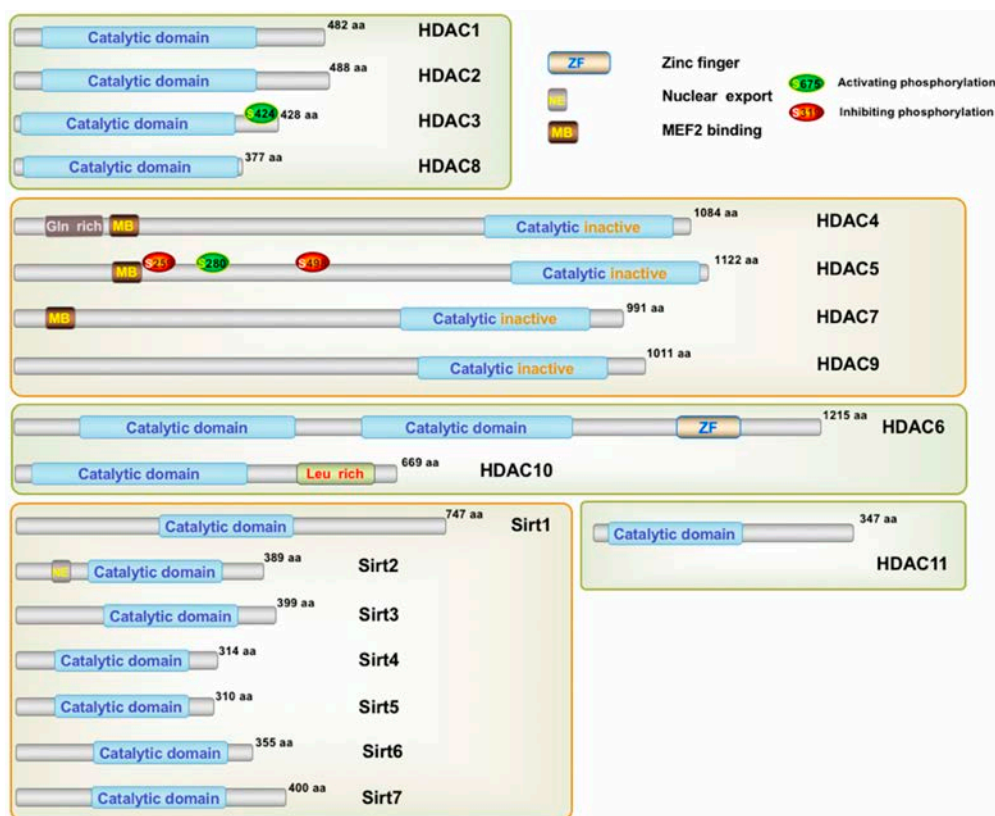 Catalytic domain 482 aa HDAC1
Catalytic domain 488 aa HDAC2
Catalytic domain S424 428 aa HDAC3
Catalytic domain 377 aa HDAC8
ZF Zinc finger
NE Nuclear export
MB MEF2 binding
S675 Activating phosphorylation
S31 Inhibiting phosphorylation
Gln rich MB Catalytic inactive 1084 aa HDAC4
MB S25 S280 S49 Catalytic inactive 1122 aa HDAC5
MB Catalytic inactive 991 aa HDAC7
Catalytic inactive 1011 aa HDAC9
Catalytic domain Catalytic domain ZF 1215 aa HDAC6
Catalytic domain Leu rich 669 aa HDAC10
Catalytic domain 747 aa Sirt1
NE Catalytic domain 389 aa Sirt2
Catalytic domain 399 aa Sirt3
Catalytic domain 314 aa Sirt4
Catalytic domain 310 aa Sirt5
Catalytic domain 355 aa Sirt6
Catalytic domain 400 aa Sirt7
Catalytic domain 347 aa
HDAC11